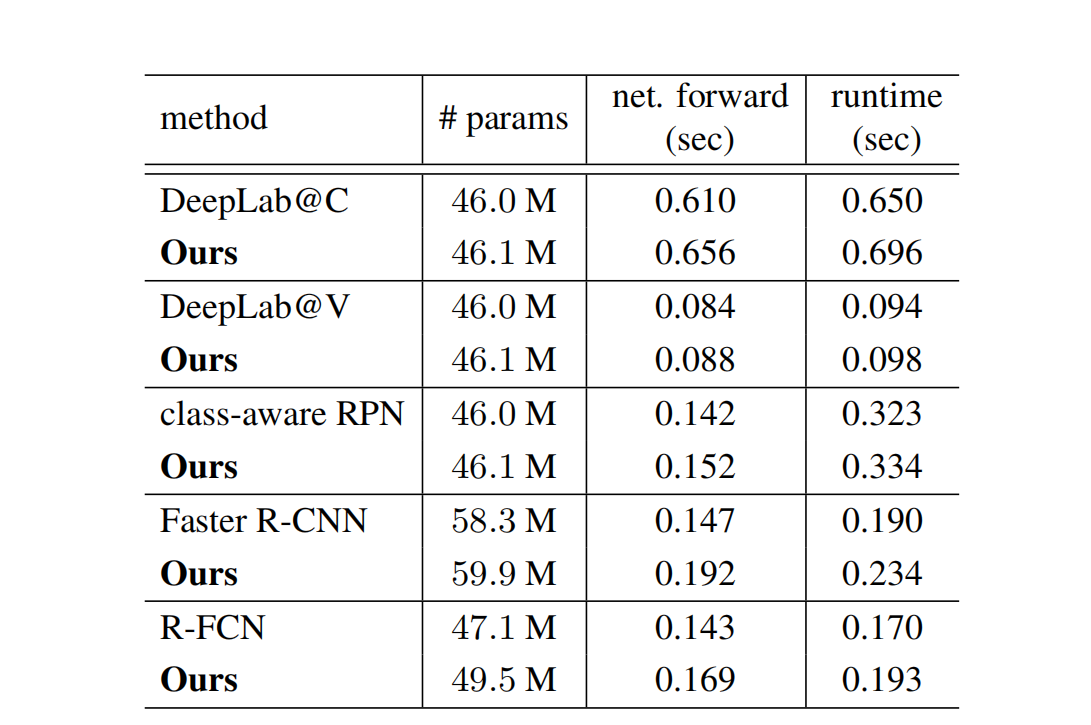 method # params net. forward (sec) runtime (sec)
DeepLab@C 46.0 M 0.610 0.650
Ours 46.1 M 0.656 0.696
DeepLab@V 46.0 M 0.084 0.094
Ours 46.1 M 0.088 0.098
class-aware RPN 46.0 M 0.142 0.323
Ours 46.1 M 0.152 0.334
Faster R-CNN 58.3 M 0.147 0.190
Ours 59.9 M 0.192 0.234
R-FCN 47.1 M 0.143 0.170
Ours 49.5 M 0.169 0.193